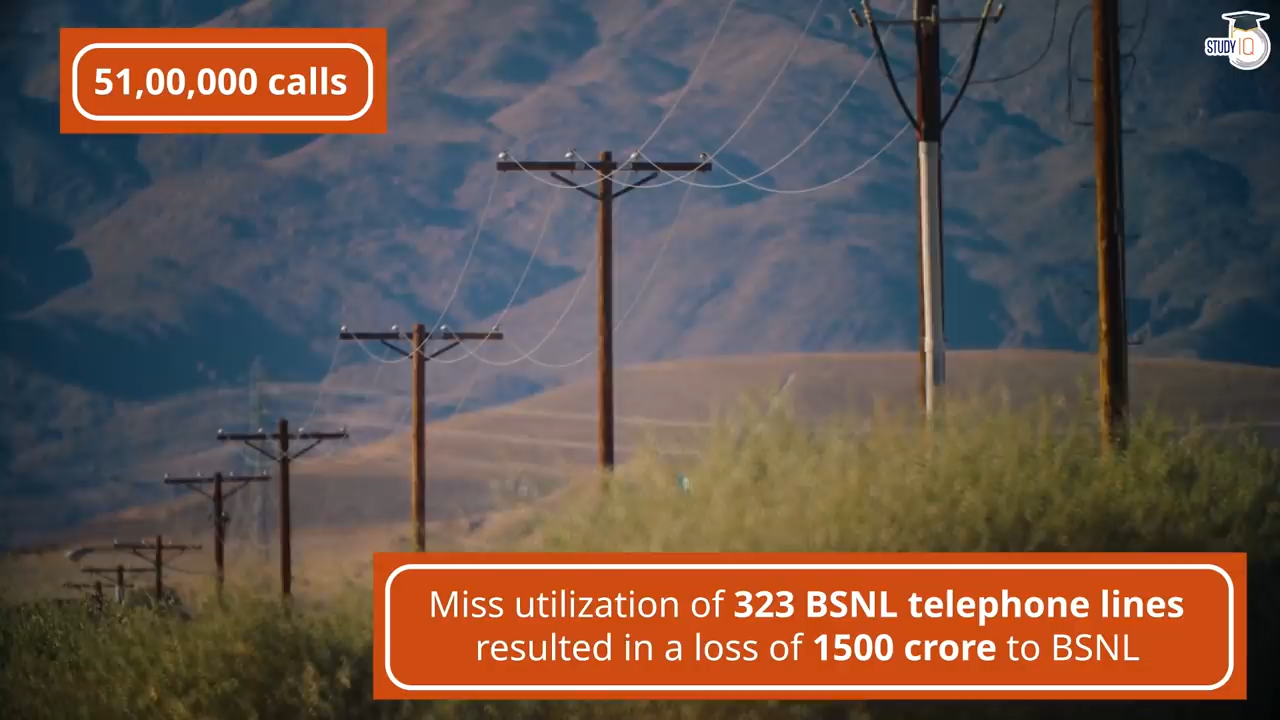 51,00,000 calls
STUDY IQ
Miss utilization of 323 BSNL telephone lines
resulted in a loss of 1500 crore to BSNL